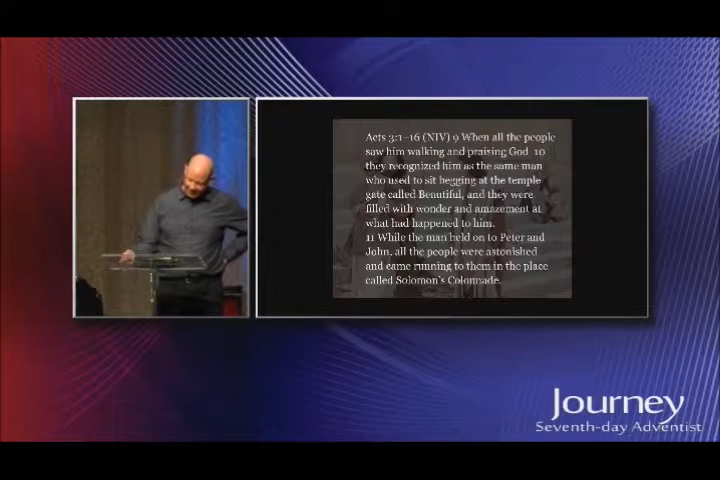 Acts 3:1–16 (NIV) 9 When all the people
saw him walking and praising God, 10
they recognized him as the same man
who used to sit begging at the temple
gate called Beautiful, and they were
filled with wonder and amazement at
what had happened to him.
11 While the man held on to Peter and
John, all the people were astonished
and came running to them in the place
called Solomon's Colonnade.
Journey
Seventh-day Adventist